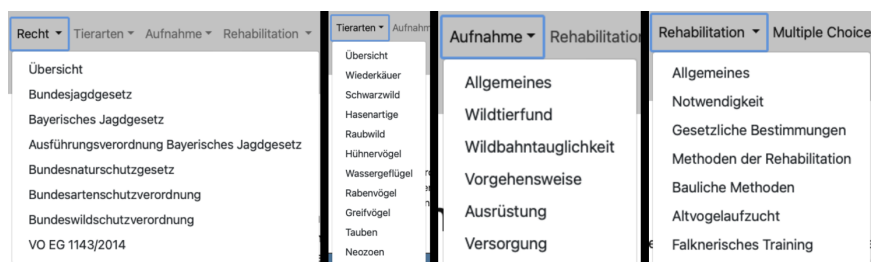 Recht Tierarten Aufnahme Rehabilitation
Übersicht
Bundesjagdgesetz
Bayerisches Jagdgesetz
Ausführungsverordnung Bayerisches Jagdgesetz
Bundesnaturschutzgesetz
Bundesartenschutzverordnung
Bundeswildschutzverordnung
VO EG 1143/2014
Tierarten Aufnahm
Übersicht
Wiederkäuer
Schwarzwild
Hasenartige
Raubwild
Hühnervögel
Wassergeflügel
Rabenvögel
Greifvögel
Tauben
Neozoen
Aufnahme Rehabilitation
Allgemeines
Wildtierfund
Wildbahntauglichkeit
Vorgehensweise
Ausrüstung
Versorgung
Rehabilitation Multiple Choice
Allgemeines
Notwendigkeit
Gesetzliche Bestimmungen
Methoden der Rehabilitation
Bauliche Methoden
Altvogelaufzucht
Falknerisches Training